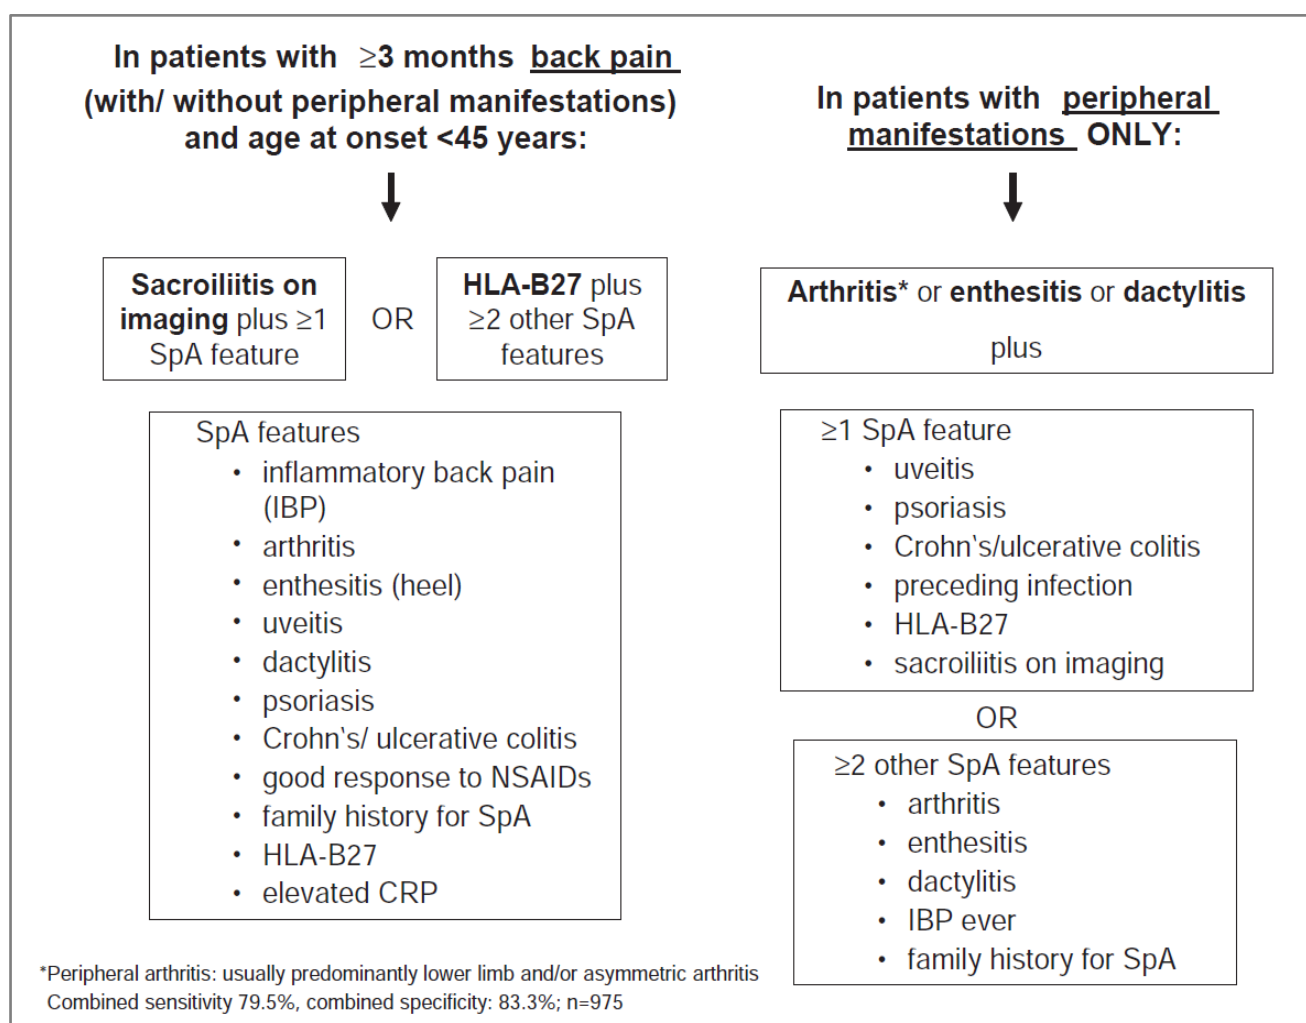 In patients with ≥3 months back pain
(with/ without peripheral manifestations)
and age at onset <45 years:
Sacroiliitis on
imaging plus ≥1
SpA feature
OR
HLA-B27 plus
≥2 other SpA
features
SpA features
• inflammatory back pain
(IBP)
• arthritis
• enthesitis (heel)
• uveitis
• dactylitis
• psoriasis
• Crohn‘s/ ulcerative colitis
• good response to NSAIDs
• family history for SpA
• HLA-B27
• elevated CRP
In patients with peripheral
manifestations ONLY:
Arthritis* or enthesitis or dactylitis
plus
≥1 SpA feature
• uveitis
• psoriasis
• Crohn‘s/ulcerative colitis
• preceding infection
• HLA-B27
• sacroiliitis on imaging
OR
≥2 other SpA features
• arthritis
• enthesitis
• dactylitis
• IBP ever
• family history for SpA
*Peripheral arthritis: usually predominantly lower limb and/or asymmetric arthritis
Combined sensitivity 79.5%, combined specificity: 83.3%; n=975